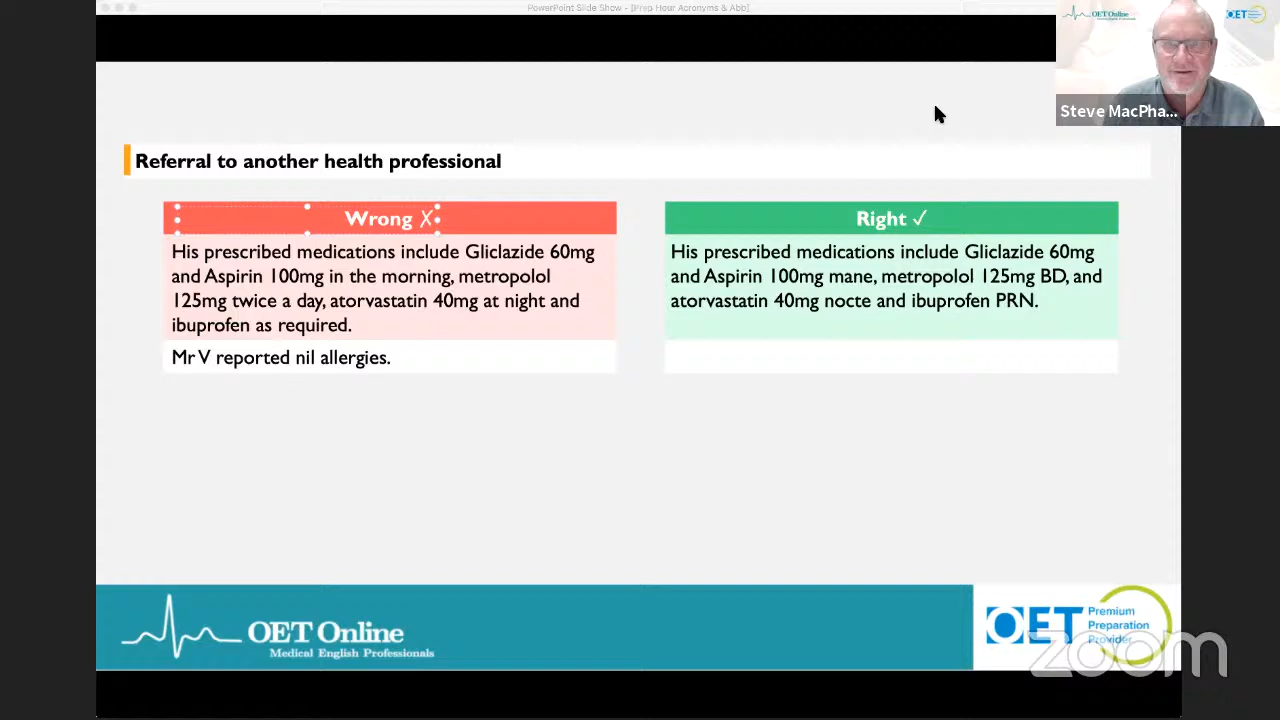 PowerPoint Slide Show - [Prep Hour Acronyms & Abb]
OET Online
OET
Steve MacPha...
Referral to another health professional
Wrong ✗
His prescribed medications include Gliclazide 60mg
and Aspirin 100mg in the morning, metropolol
125mg twice a day, atorvastatin 40mg at night and
ibuprofen as required.
Mr V reported nil allergies.
Right ✓
His prescribed medications include Gliclazide 60mg
and Aspirin 100mg mane, metropolol 125mg BD, and
atorvastatin 40mg nocte and ibuprofen PRN.
OET Online
Medical English Professionals
OET
Premium
Preparation
Provider
zoom